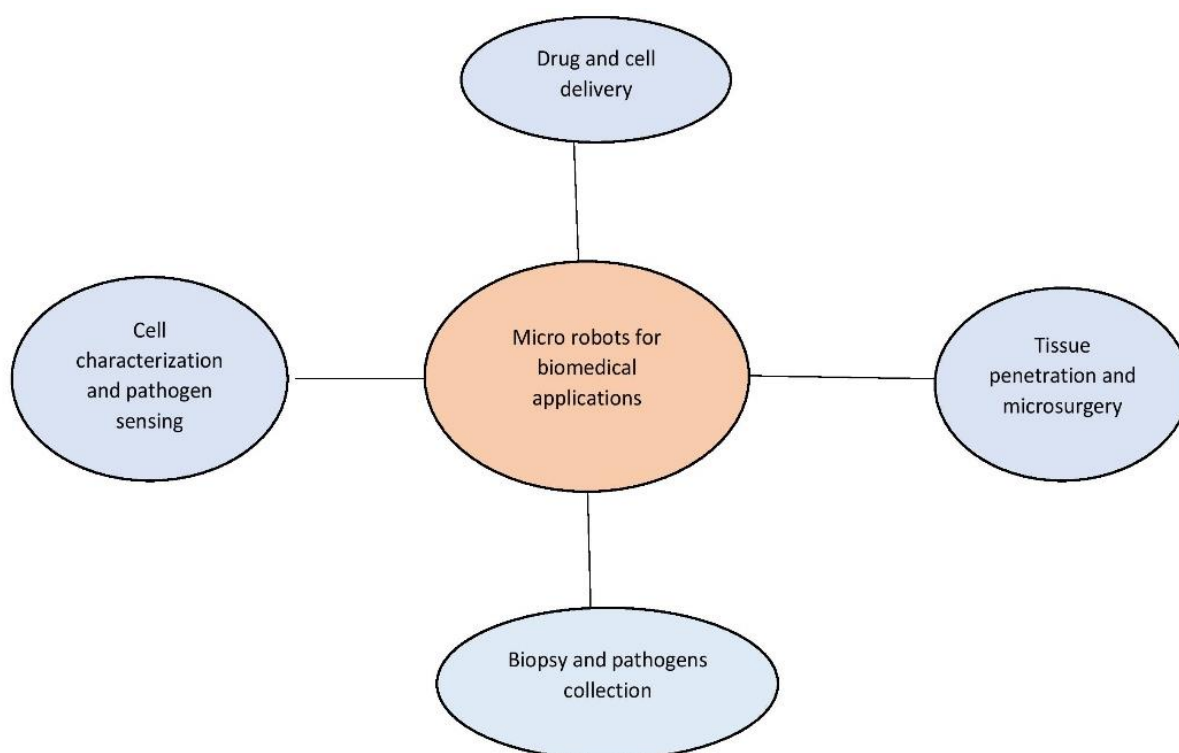 Drug and cell
delivery
Cell
characterization
and pathogen
sensing
Micro robots for
biomedical
applications
Tissue
penetration and
microsurgery
Biopsy and pathogens
collection